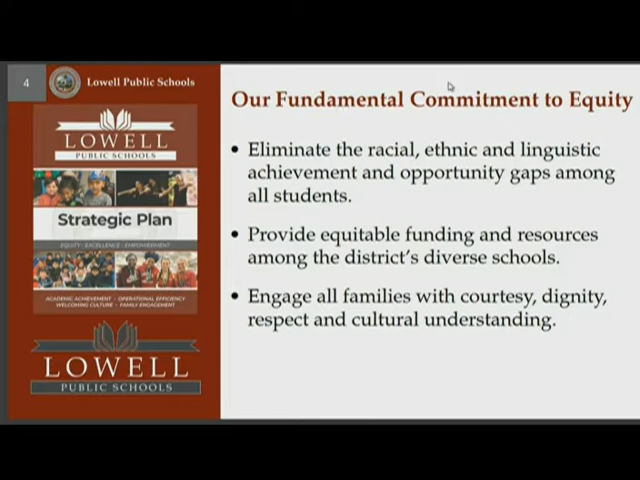 4
Lowell Public Schools
Our Fundamental Commitment to Equity
LOWELL
PUBLIC SCHOOLS
Strategic Plan
EQUITY · EXCELLENCE · EMPOWERMENT
ACADEMIC ACHIEVEMENT · OPERATIONAL EFFICIENCY
WELCOMING CULTURE · FAMILY ENGAGEMENT
LOWELL
PUBLIC SCHOOLS
• Eliminate the racial, ethnic and linguistic
achievement and opportunity gaps among
all students.
• Provide equitable funding and resources
among the district's diverse schools.
• Engage all families with courtesy, dignity,
respect and cultural understanding.